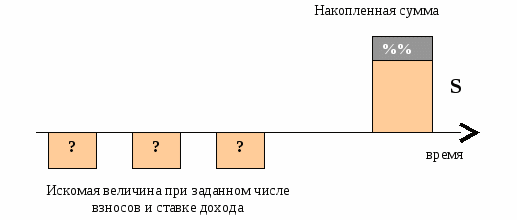 Накопленная сумма
%%
S
? ? ?
время
Искомая величина при заданном числе
взносов и ставке дохода